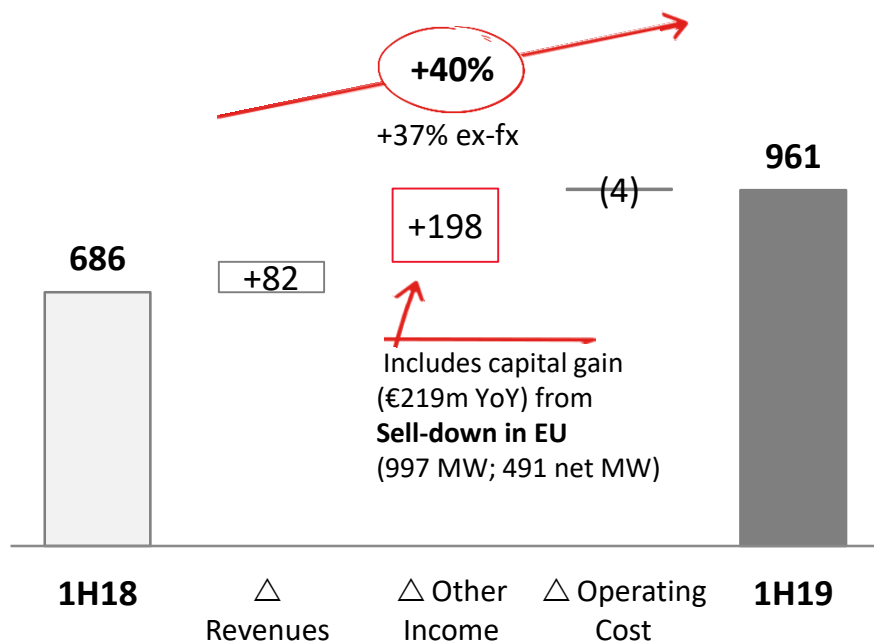 +40%
+37% ex-fx
961
(4)
+198
686
+82
Includes capital gain
(€219m YoY) from
Sell-down in EU
(997 MW; 491 net MW)
1H18
△
Revenues
△ Other
Income
△ Operating
Cost
1H19